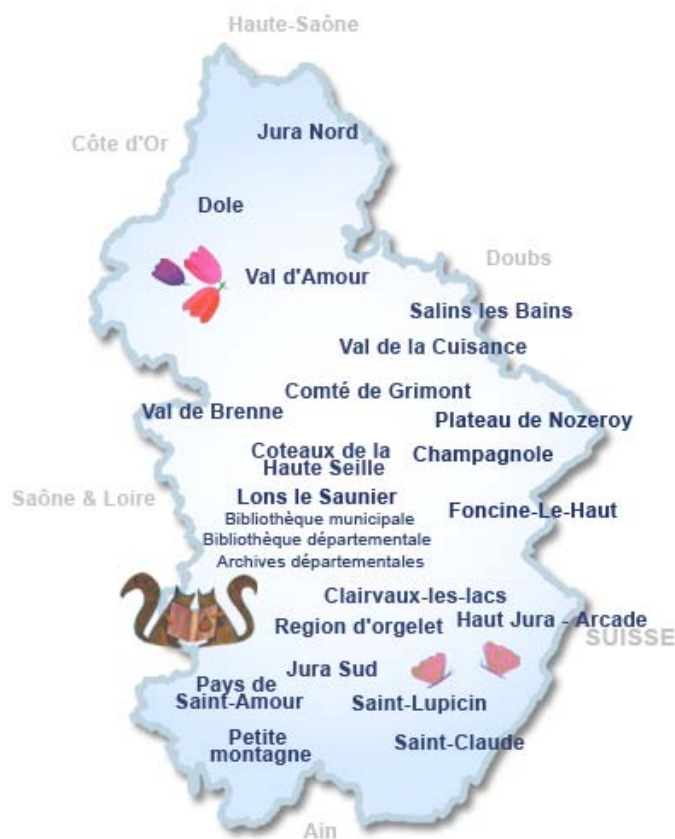 Haute-Saône
Jura Nord
Côte d'Or
Dole
Doubs
Val d'Amour
Salins les Bains
Val de la Cuisance
Comté de Grimont
Val de Brenne
Plateau de Nozeroy
Coteaux de la
Haute Seille
Champagnole
Saône & Loire
Lons le Saunier
Foncine-Le-Haut
Bibliothèque municipale
Bibliothèque départementale
Archives départementales
Clairvaux-les-lacs
Haut Jura - Arcade
Region d'orgelet
SUISSE
Jura Sud
Pays de
Saint-Amour
Saint-Lupicin
Petite
montagne
Saint-Claude
Ain